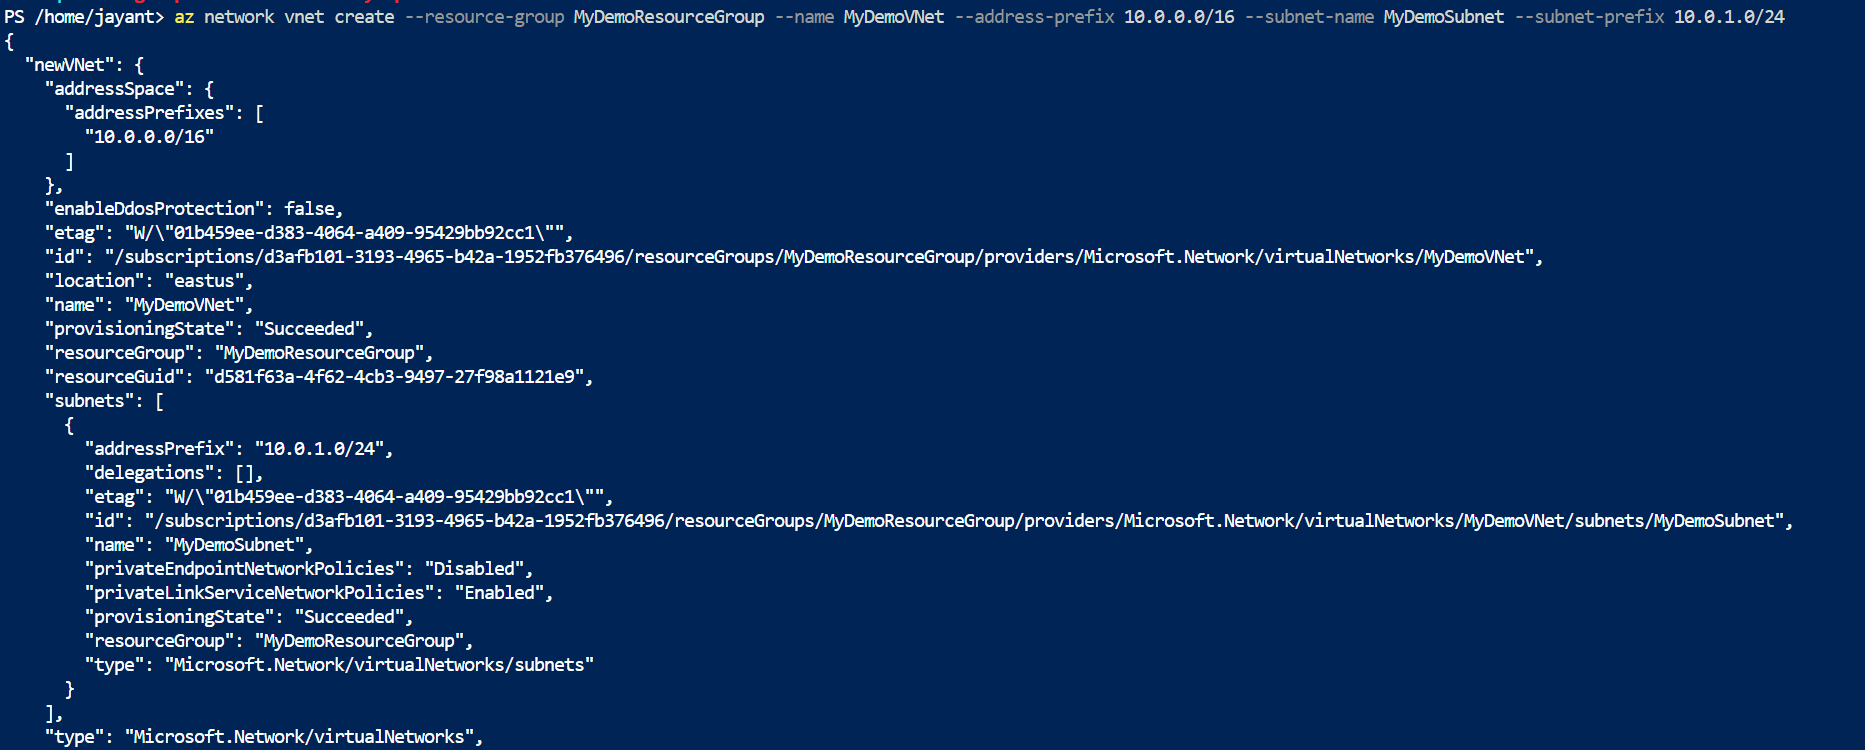 PS /home/jayant> az network vnet create --resource-group MyDemoResourceGroup --name MyDemoVNet --address-prefix 10.0.0.0/16 --subnet-name MyDemoSubnet --subnet-prefix 10.0.1.0/24
{
  "newVNet": {
    "addressSpace": {
      "addressPrefixes": [
        "10.0.0.0/16"
      ]
    },
    "enableDdosProtection": false,
    "etag": "W/\"01b459ee-d383-4064-a409-95429bb92cc1\"",
    "id": "/subscriptions/d3afb101-3193-4965-b42a-1952fb376496/resourceGroups/MyDemoResourceGroup/providers/Microsoft.Network/virtualNetworks/MyDemoVNet",
    "location": "eastus",
    "name": "MyDemoVNet",
    "provisioningState": "Succeeded",
    "resourceGroup": "MyDemoResourceGroup",
    "resourceGuid": "d581f63a-4f62-4cb3-9497-27f98a1121e9",
    "subnets": [
      {
        "addressPrefix": "10.0.1.0/24",
        "delegations": [],
        "etag": "W/\"01b459ee-d383-4064-a409-95429bb92cc1\"",
        "id": "/subscriptions/d3afb101-3193-4965-b42a-1952fb376496/resourceGroups/MyDemoResourceGroup/providers/Microsoft.Network/virtualNetworks/MyDemoVNet/subnets/MyDemoSubnet",
        "name": "MyDemoSubnet",
        "privateEndpointNetworkPolicies": "Disabled",
        "privateLinkServiceNetworkPolicies": "Enabled",
        "provisioningState": "Succeeded",
        "resourceGroup": "MyDemoResourceGroup",
        "type": "Microsoft.Network/virtualNetworks/subnets"
      }
    ],
    "type": "Microsoft.Network/virtualNetworks",